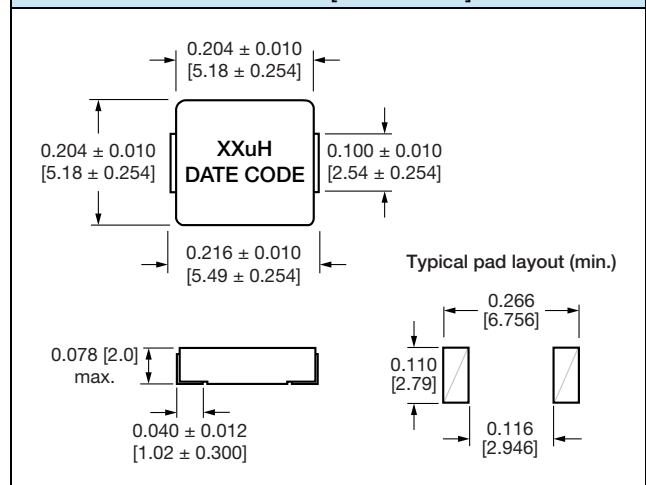 0.204 ± 0.010
[5.18 ± 0.254]
0.204 ± 0.010
[5.18 ± 0.254]
XXuH
DATE CODE
0.100 ± 0.010
[2.54 ± 0.254]
0.216 ± 0.010
[5.49 ± 0.254]
Typical pad layout (min.)
0.266
[6.756]
0.078 [2.0]
max.
0.110
[2.79]
0.040 ± 0.012
[1.02 ± 0.300]
0.116
[2.946]